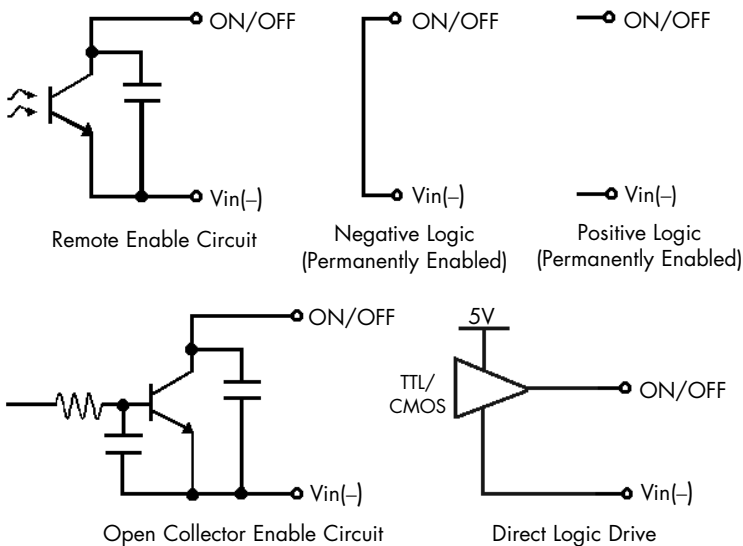 ON/OFF
Vin(–)
Remote Enable Circuit
ON/OFF
Vin(–)
Negative Logic
(Permanently Enabled)
ON/OFF
Vin(–)
Positive Logic
(Permanently Enabled)
ON/OFF
Vin(–)
Open Collector Enable Circuit
5V
TTL/
CMOS
ON/OFF
Vin(–)
Direct Logic Drive